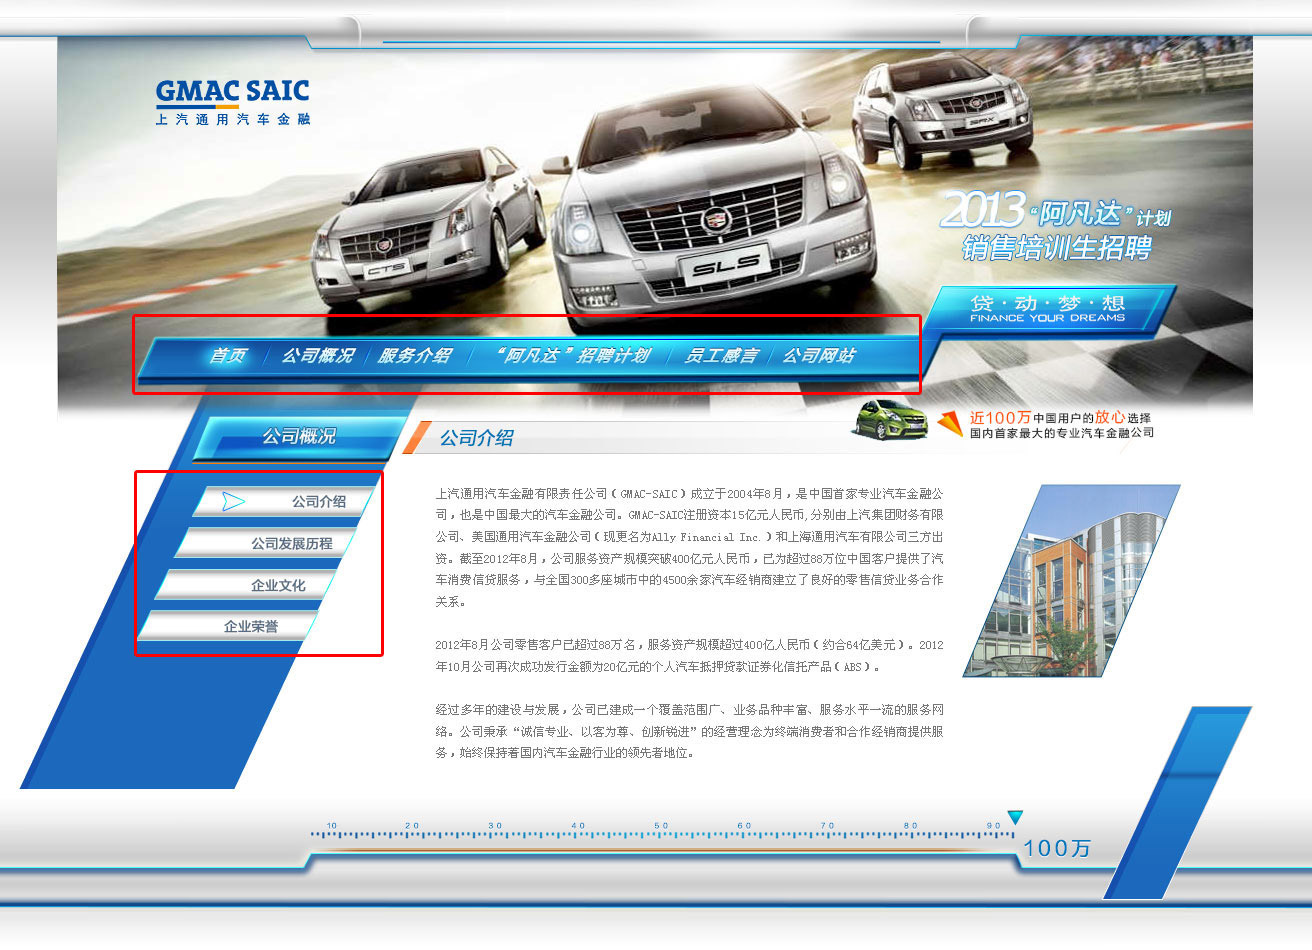 GMAC SAIC
上汽通用汽车金融
CTS
SLS
SRX
2013“阿凡达”计划
销售培训生招聘
贷·动·梦·想
FINANCE YOUR DREAMS
首页 公司概况 服务介绍 “阿凡达”招聘计划 员工感言 公司网站
近100万中国用户的放心选择
国内首家最大的专业汽车金融公司
公司概况
公司介绍
公司发展历程
企业文化
企业荣誉
公司介绍
上汽通用汽车金融有限责任公司（GMAC-SAIC）成立于2004年8月，是中国首家专业汽车金融公
司，也是中国最大的汽车金融公司。GMAC-SAIC注册资本15亿元人民币,分别由上汽集团财务有限
公司、美国通用汽车金融公司（现更名为Ally Financial Inc.）和上海通用汽车有限公司三方出
资。截至2012年8月，公司服务资产规模突破400亿元人民币，已为超过88万位中国客户提供了汽
车消费信贷服务，与全国300多座城市中的4500余家汽车经销商建立了良好的零售信贷业务合作
关系。
2012年8月公司零售客户已超过88万名，服务资产规模超过400亿人民币（约合64亿美元）。2012
年10月公司再次成功发行金额为20亿元的个人汽车抵押贷款证券化信托产品（ABS）。
经过多年的建设与发展，公司已建成一个覆盖范围广、业务品种丰富、服务水平一流的服务网
络。公司秉承“诚信专业、以客为尊、创新锐进”的经营理念为终端消费者和合作经销商提供服
务，始终保持着国内汽车金融行业的领先者地位。
10 20 30 40 50 60 70 80 90
100万